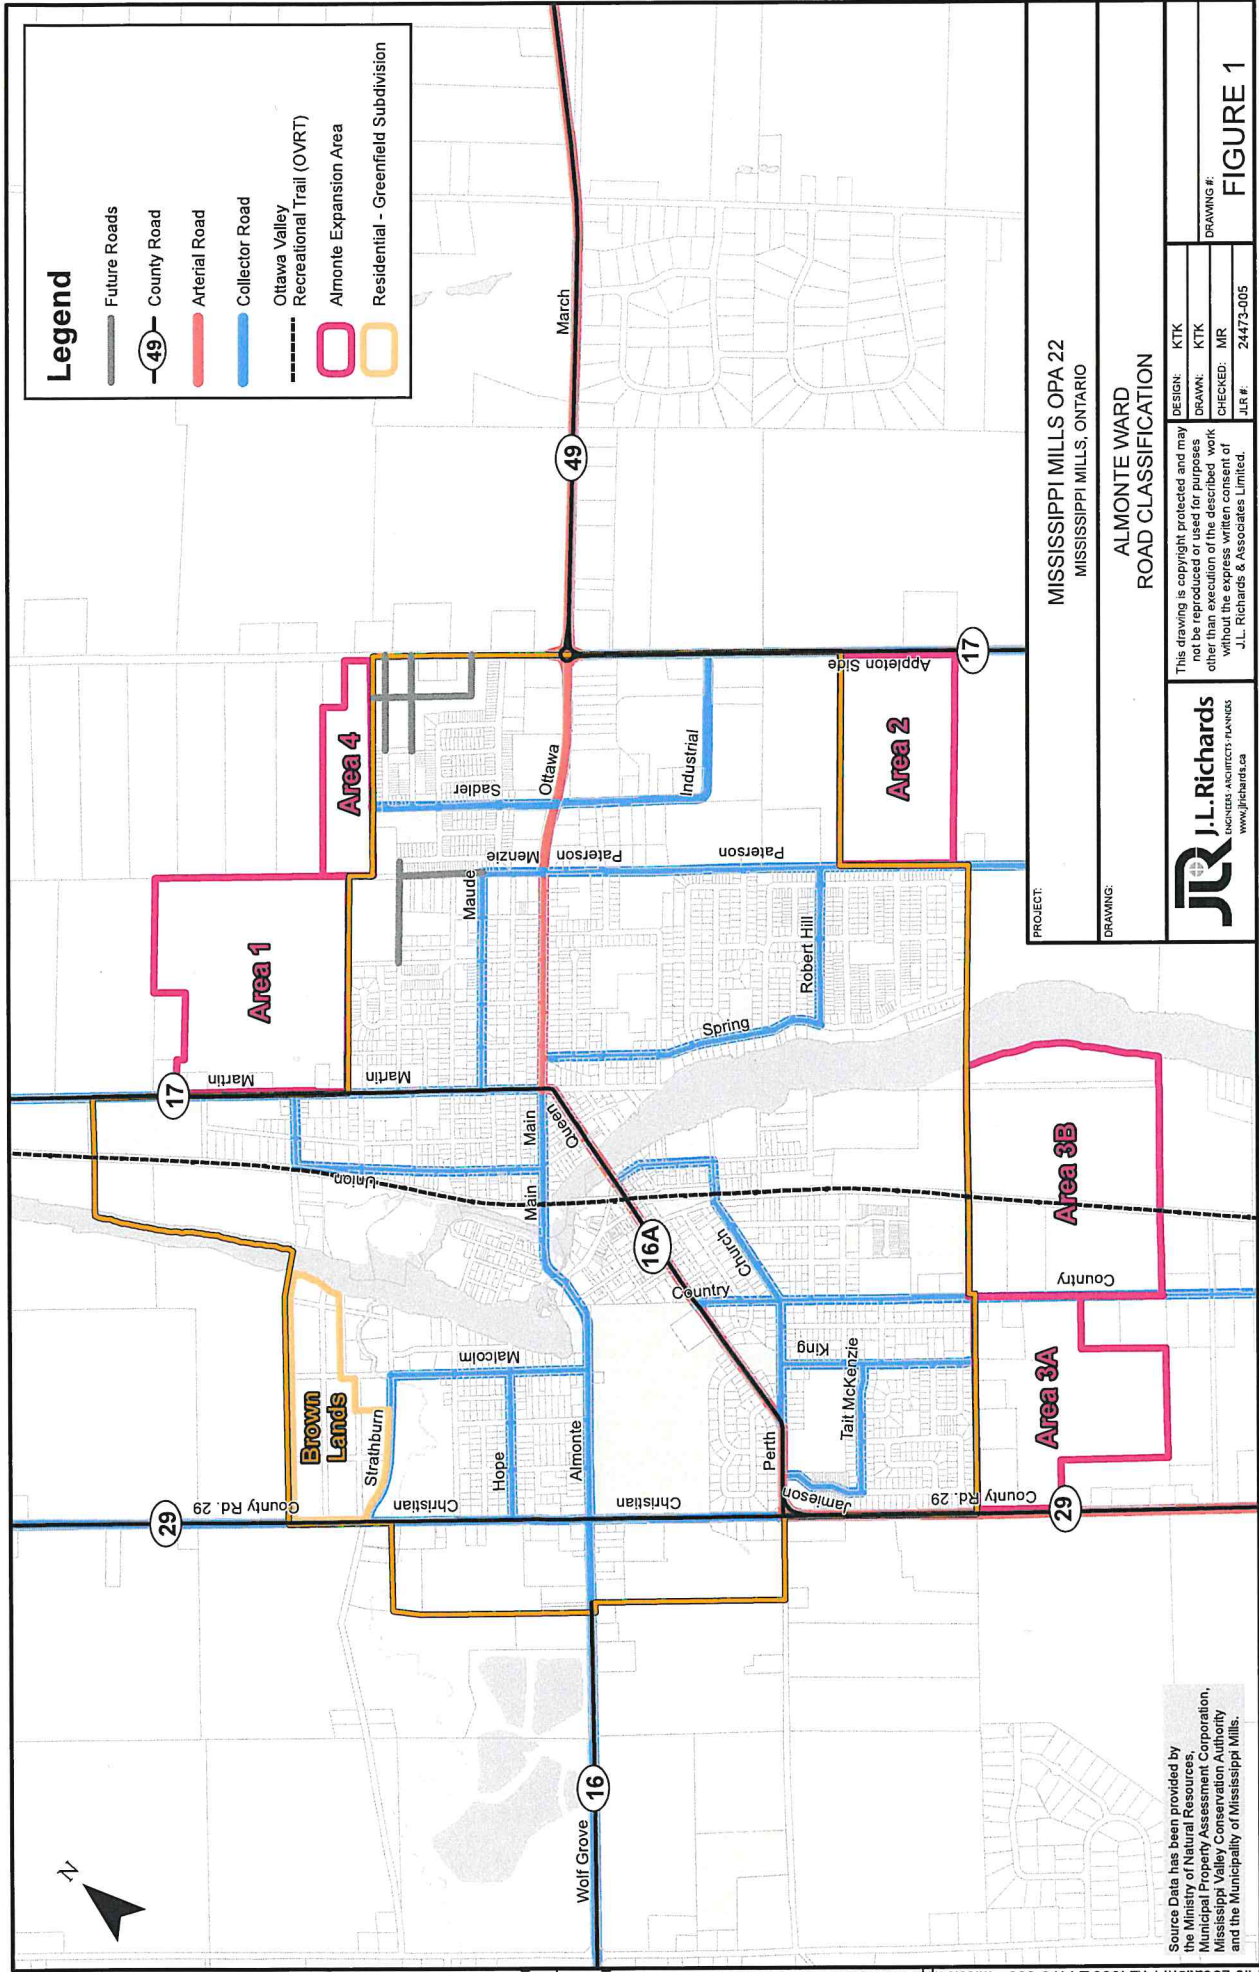 Legend
Future Roads
49
County Road
Arterial Road
Collector Road
Ottawa Valley
Recreational Trail (OVRT)
Almonte Expansion Area
Residential - Greenfield Subdivision
N
29
County Rd. 29
Brown
Lands
Strathburn
Christian
Hope
Malcolm
Almonte
Christian
16
Wolf Grove
17
Martin
Martin
Area 1
Area 4
Union
Main
Main
Queen
Maude
Menzie
Sadler
Ottawa
Paterson
Paterson
Industrial
March
49
Appleton Side
17
Area 2
Robert Hill
Spring
16A
Church
Country
King
Tait McKenzie
Perth
Jamieson
County Rd. 29
29
Area 3A
Country
Area 3B
Source Data has been provided by
the Ministry of Natural Resources,
Municipal Property Assessment Corporation,
Mississippi Valley Conservation Authority
and the Municipality of Mississippi Mills.
PROJECT:
MISSISSIPPI MILLS OPA 22
MISSISSIPPI MILLS, ONTARIO
DRAWING:
ALMONTE WARD
ROAD CLASSIFICATION
JLR J.L.Richards
ENGINEERS · ARCHITECTS · PLANNERS
www.jlrichards.ca
This drawing is copyright protected and may
not be reproduced or used for purposes
other than execution of the described work
without the express written consent of
J.L. Richards & Associates Limited.
DESIGN: KTK
DRAWN: KTK
CHECKED: MR
JLR #: 24473-005
DRAWING #:
FIGURE 1